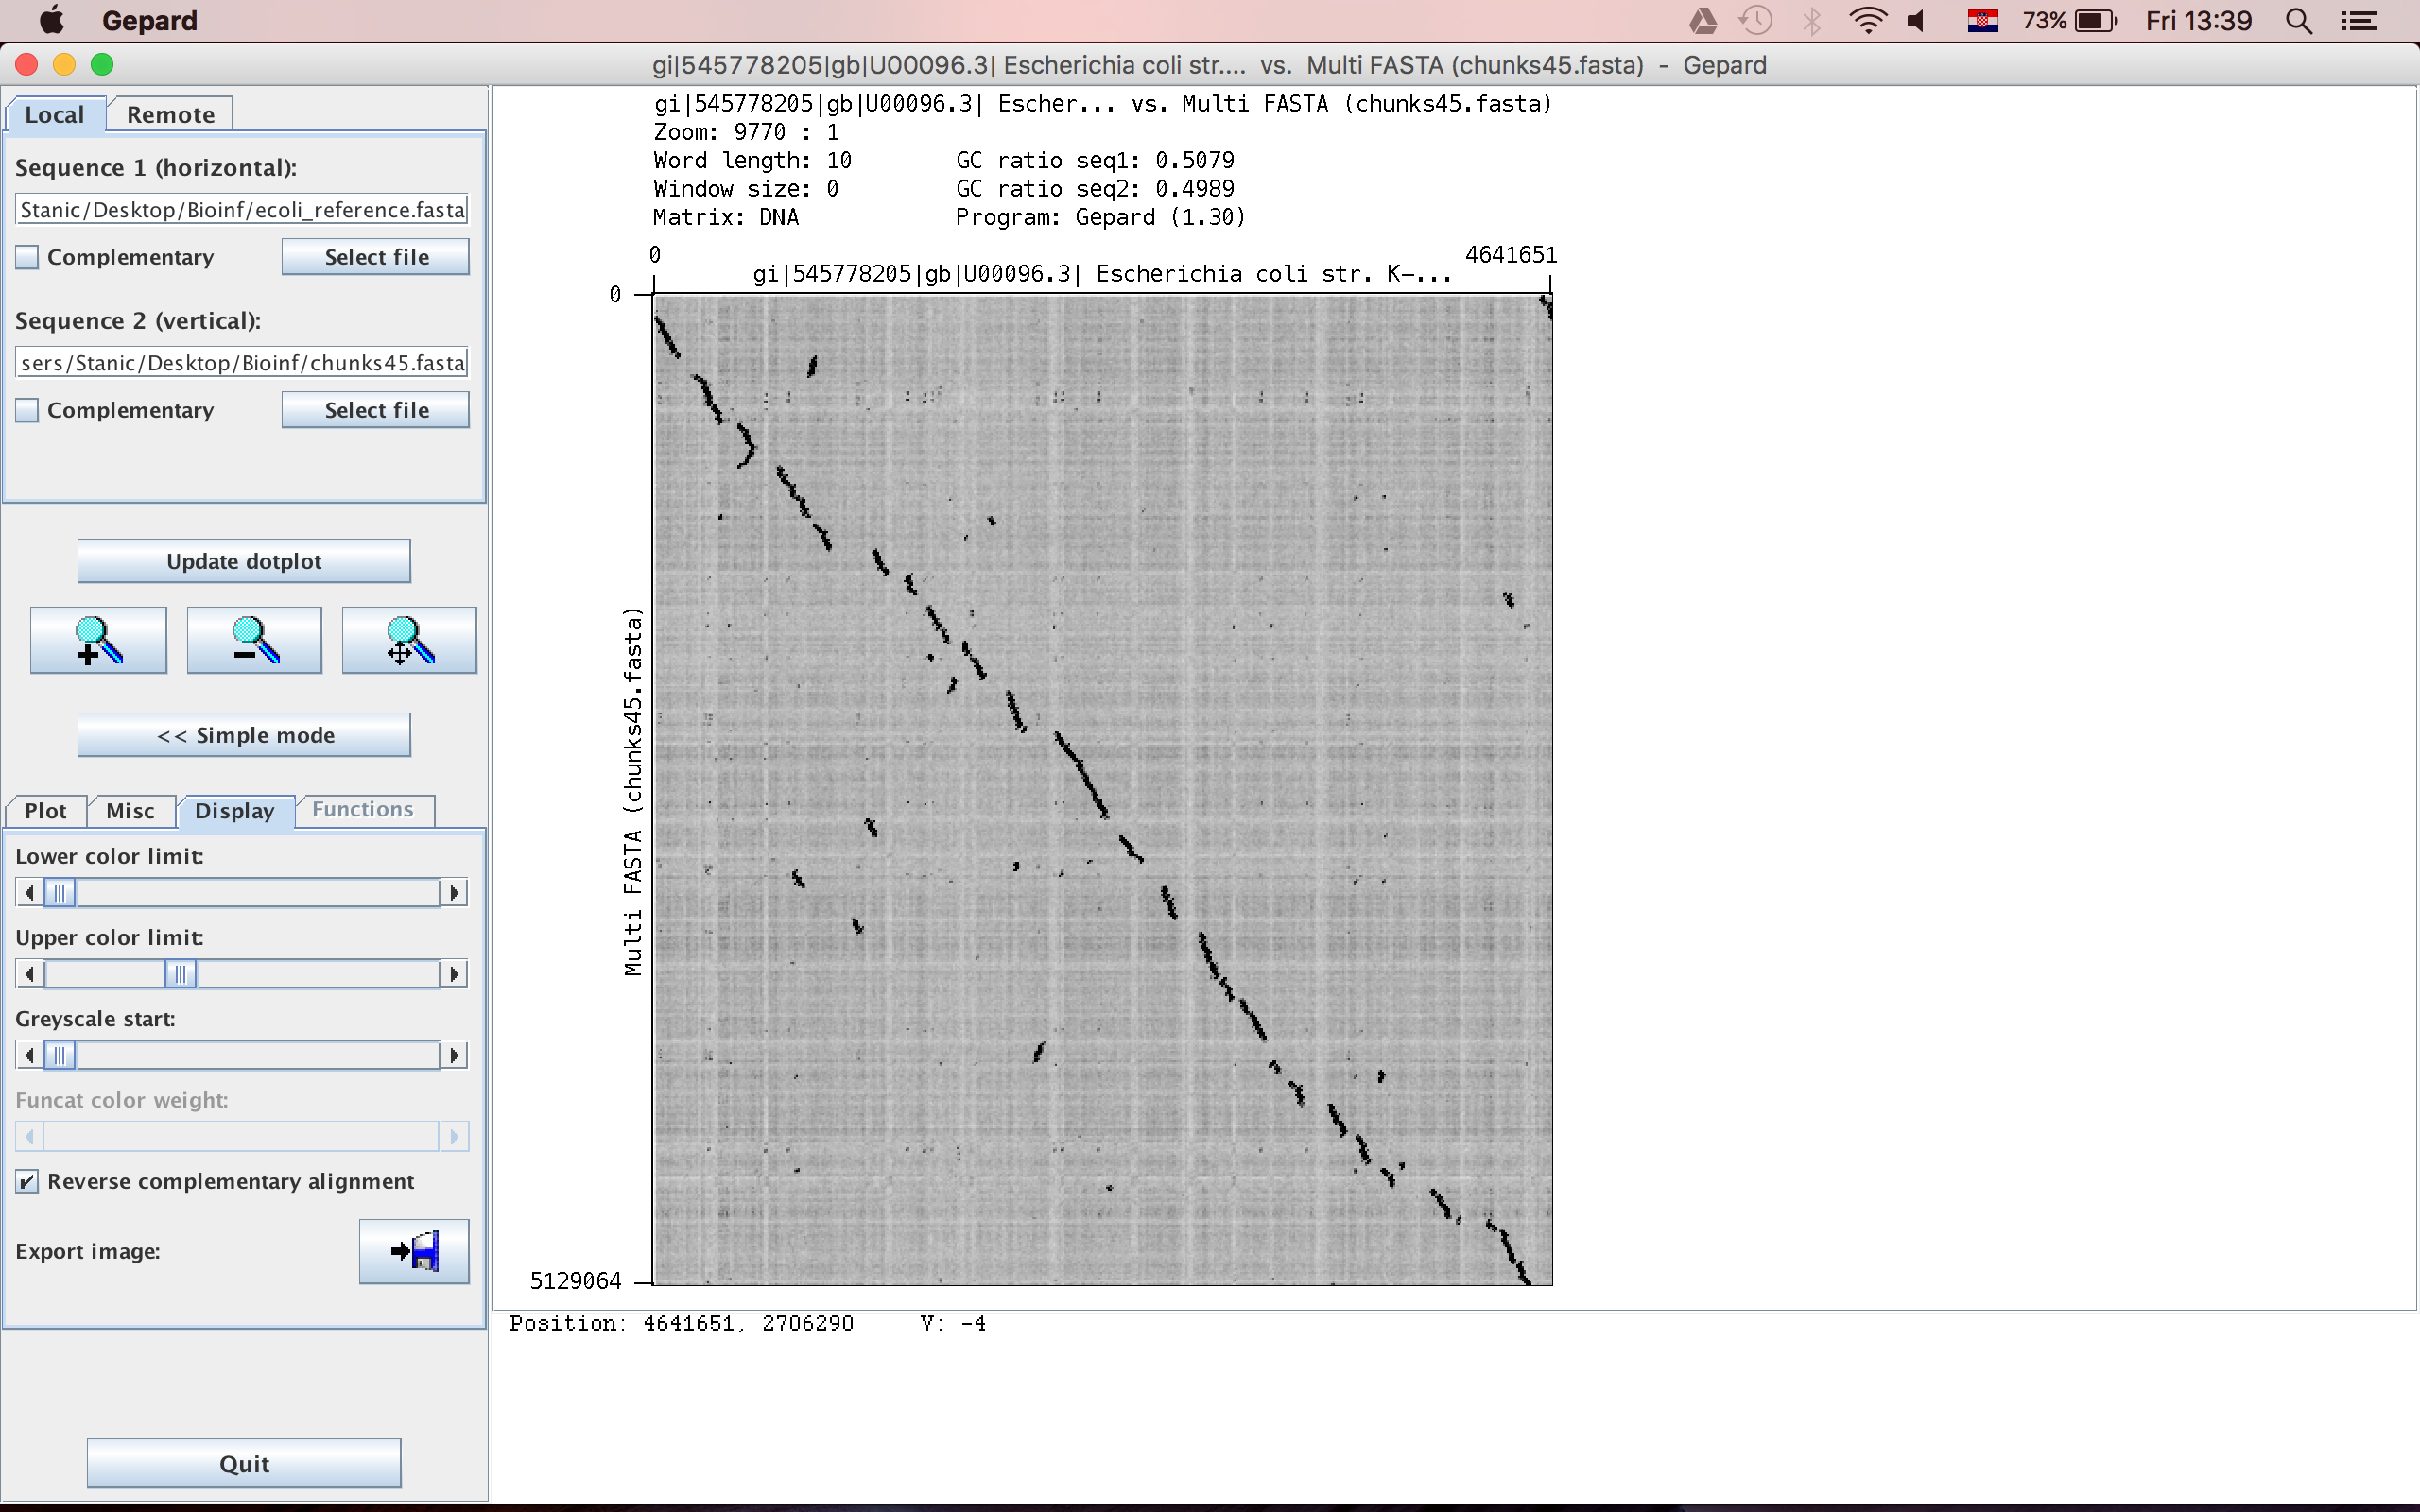 Gepard
73%
Fri 13:39
gi|545778205|gb|U00096.3| Escherichia coli str.... vs. Multi FASTA (chunks45.fasta) - Gepard
Local Remote
Sequence 1 (horizontal):
Stanic/Desktop/Bioinf/ecoli_reference.fasta
Complementary Select file
Sequence 2 (vertical):
sers/Stanic/Desktop/Bioinf/chunks45.fasta
Complementary Select file
Update dotplot
<< Simple mode
Plot Misc Display Functions
Lower color limit:
Upper color limit:
Greyscale start:
Funcat color weight:
Reverse complementary alignment
Export image:
Quit
gi|545778205|gb|U00096.3| Escher... vs. Multi FASTA (chunks45.fasta)
Zoom: 9770 : 1
Word length: 10 GC ratio seq1: 0.5079
Window size: 0 GC ratio seq2: 0.4989
Matrix: DNA Program: Gepard (1.30)
0 4641651
gi|545778205|gb|U00096.3| Escherichia coli str. K-...
0
Multi FASTA (chunks45.fasta)
5129064
Position: 4641651, 2706290 V: -4